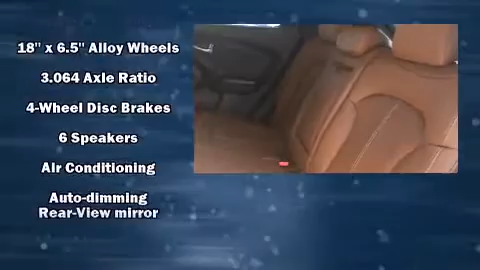 18" x 6.5" Alloy Wheels
3.064 Axle Ratio
4-Wheel Disc Brakes
6 Speakers
Air Conditioning
Auto-dimming
Rear-View mirror